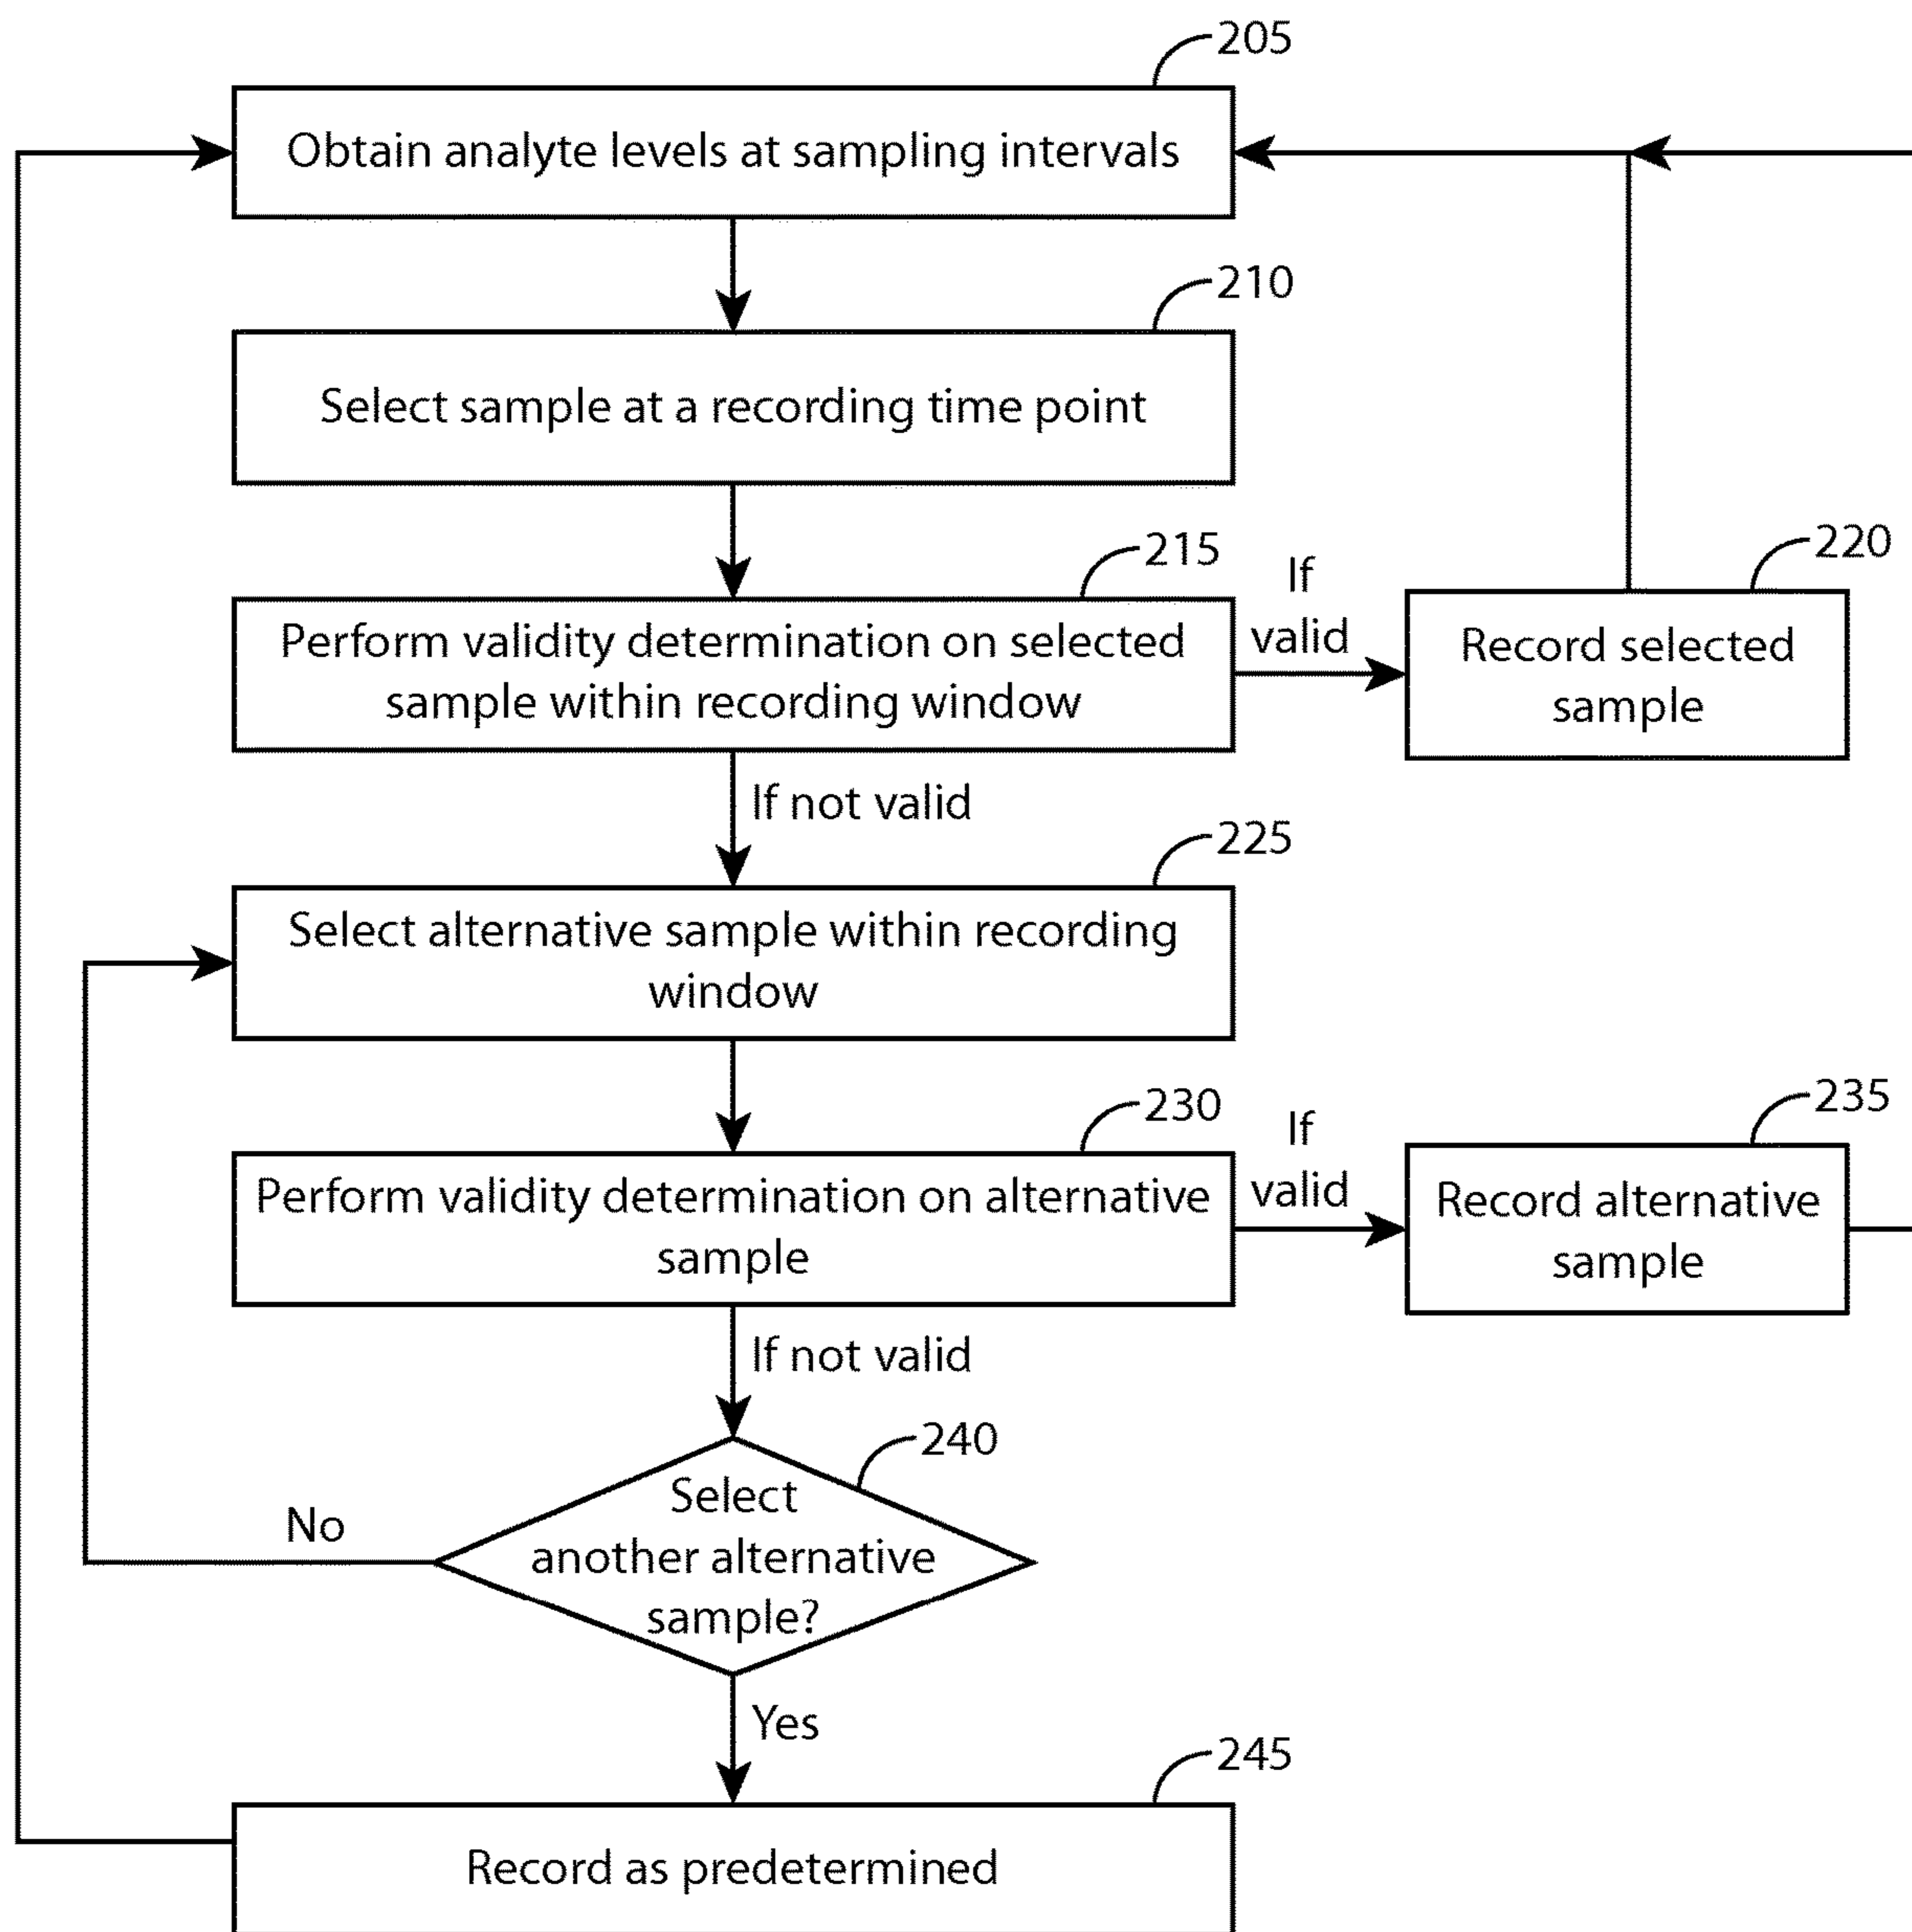 205
Obtain analyte levels at sampling intervals
210
Select sample at a recording time point
215
Perform validity determination on selected
sample within recording window
If
valid
220
Record selected
sample
If not valid
225
Select alternative sample within recording
window
230
Perform validity determination on alternative
sample
If
valid
235
Record alternative
sample
If not valid
240
Select
another alternative
sample?
No
Yes
245
Record as predetermined